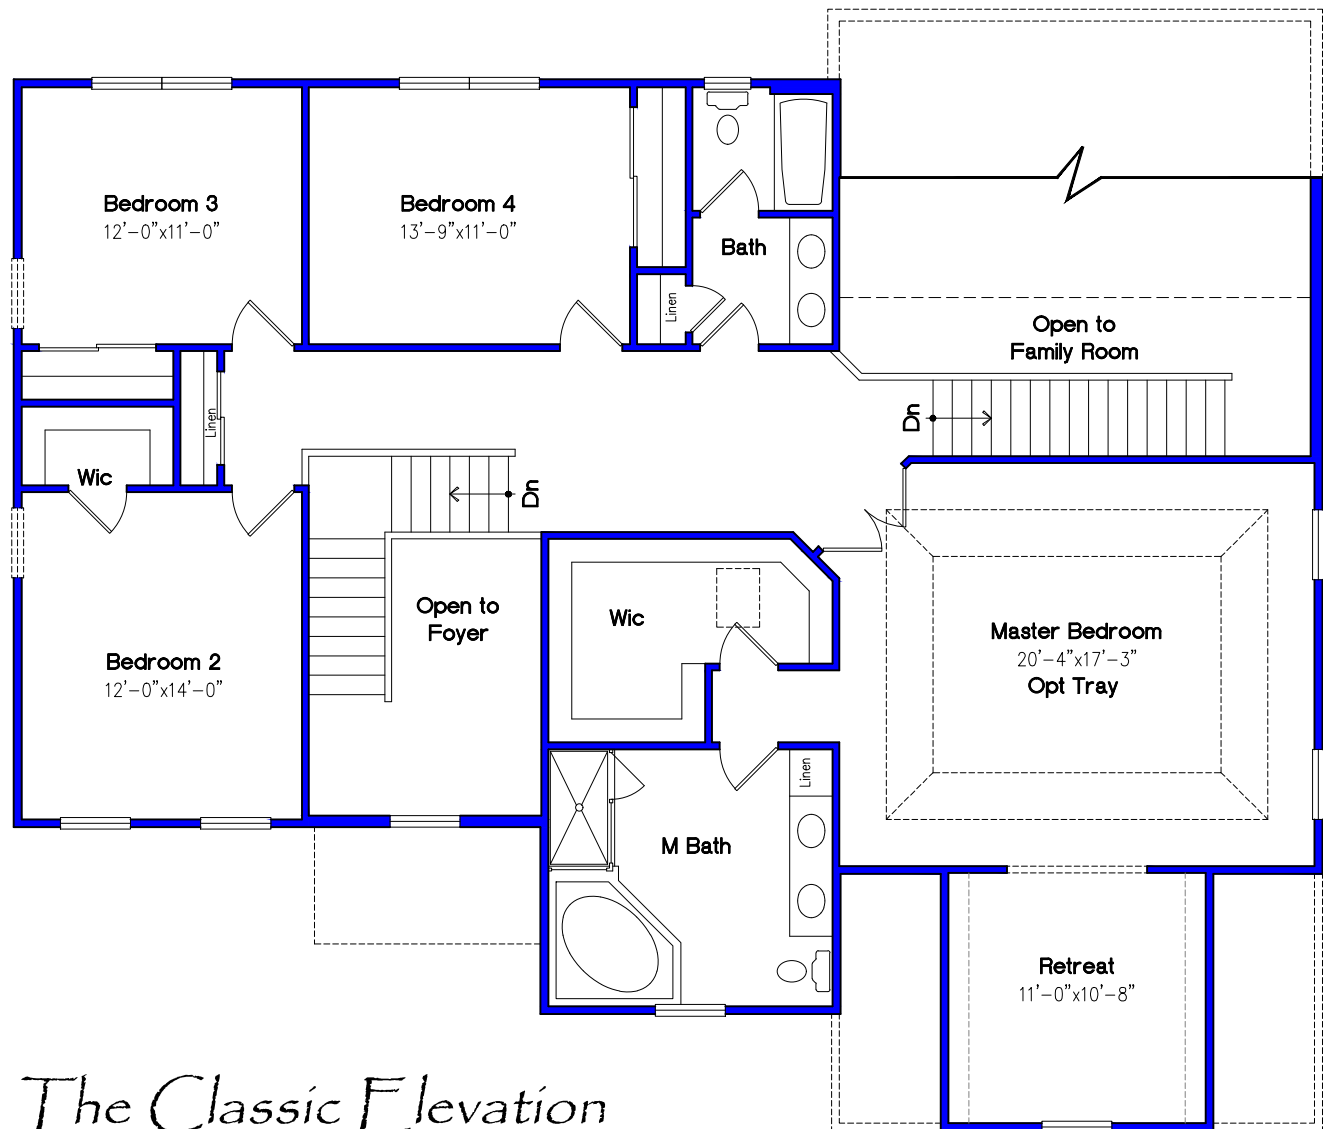 Bedroom 3
12'-0"x11'-0"
Bedroom 4
13'-9"x11'-0"
Bath
Linen
Open to
Family Room
Dn
Linen
Wic
Dn
Open to
Foyer
Wic
Bedroom 2
12'-0"x14'-0"
Master Bedroom
20'-4"x17'-3"
Opt Tray
Linen
M Bath
Retreat
11'-0"x10'-8"
The Classic Elevation